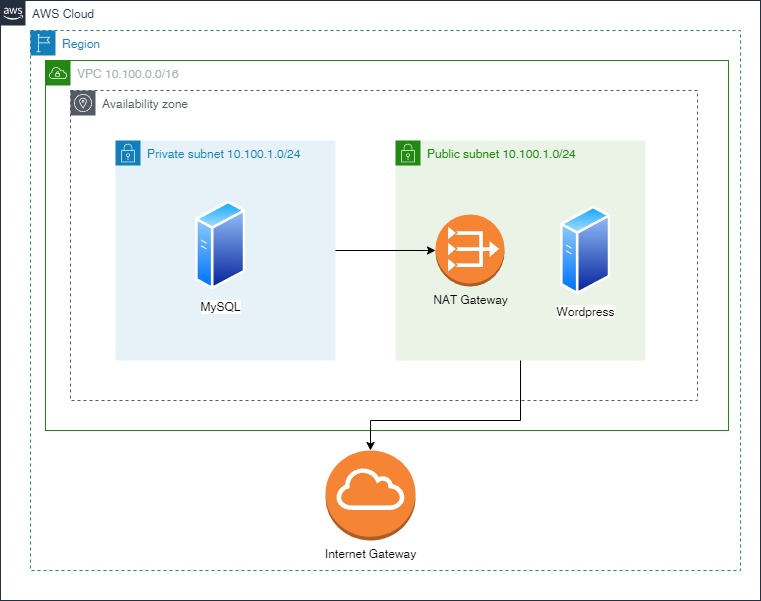 aws
AWS Cloud
Region
VPC 10.100.0.0/16
Availability zone
Private subnet 10.100.1.0/24
Public subnet 10.100.1.0/24
MySQL
NAT Gateway
Wordpress
Internet Gateway